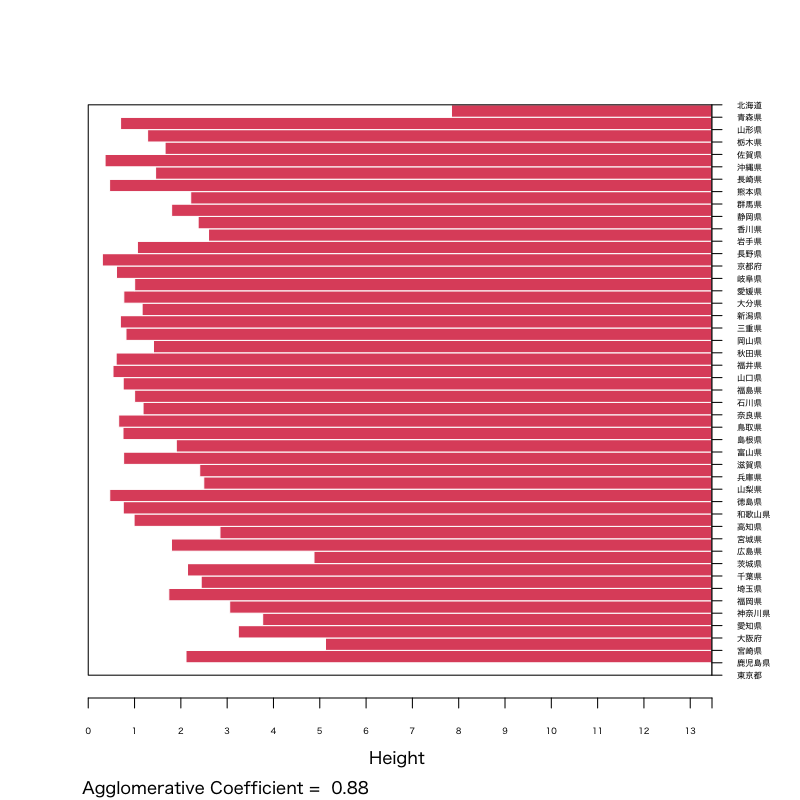 北海道
青森県
山形県
栃木県
佐賀県
沖縄県
長崎県
熊本県
群馬県
静岡県
香川県
岩手県
長野県
京都府
岐阜県
愛媛県
大分県
新潟県
三重県
岡山県
秋田県
福井県
山口県
福島県
石川県
奈良県
鳥取県
島根県
富山県
滋賀県
兵庫県
山梨県
徳島県
和歌山県
高知県
宮城県
広島県
茨城県
千葉県
埼玉県
福岡県
神奈川県
愛知県
大阪府
宮崎県
鹿児島県
東京都
0 1 2 3 4 5 6 7 8 9 10 11 12 13
Height
Agglomerative Coefficient = 0.88